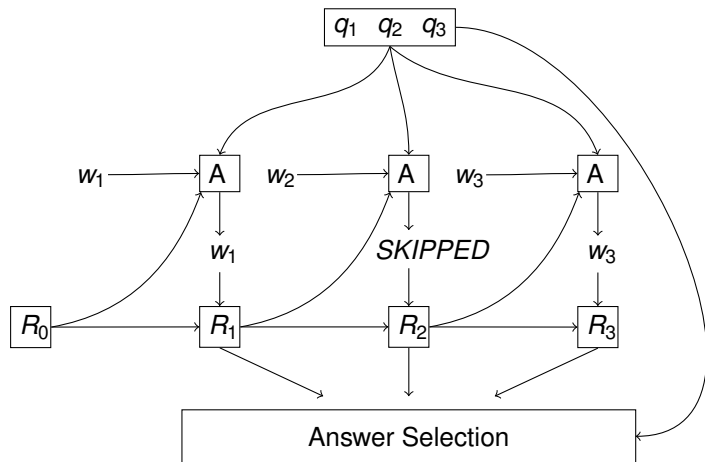 q1 q2 q3
w1 A w2 A w3 A
w1 SKIPPED w3
R0 R1 R2 R3
Answer Selection